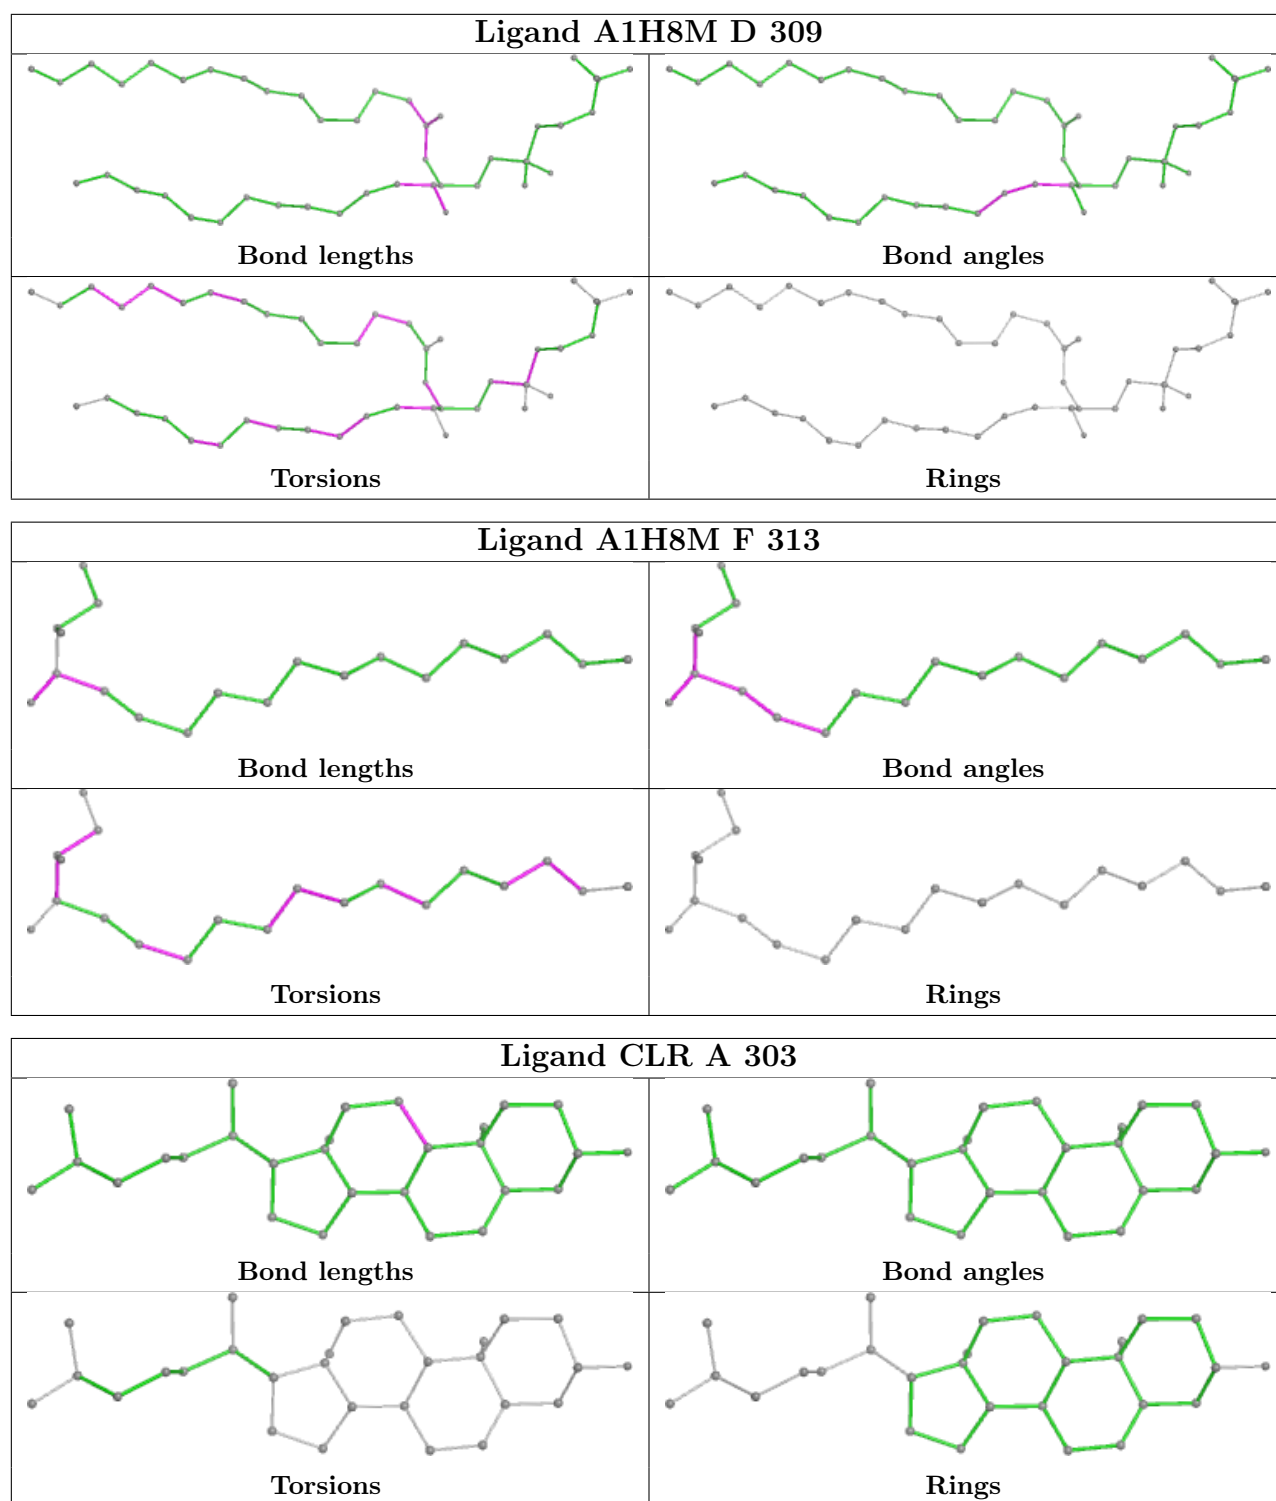 Ligand A1H8M D 309
Bond lengths
Bond angles
Torsions
Rings
Ligand A1H8M F 313
Bond lengths
Bond angles
Torsions
Rings
Ligand CLR A 303
Bond lengths
Bond angles
Torsions
Rings